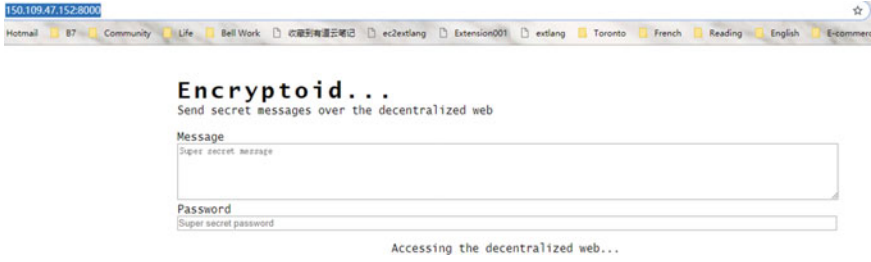 150.109.47.152:8000
Hotmail B7 Community Life Bell Work 收藏到有道云笔记 ec2extlang Extension001 extlang Toronto French Reading English E-commerc
Encryptoid...
Send secret messages over the decentralized web
Message
Super secret message
Password
Super secret password
Accessing the decentralized web...